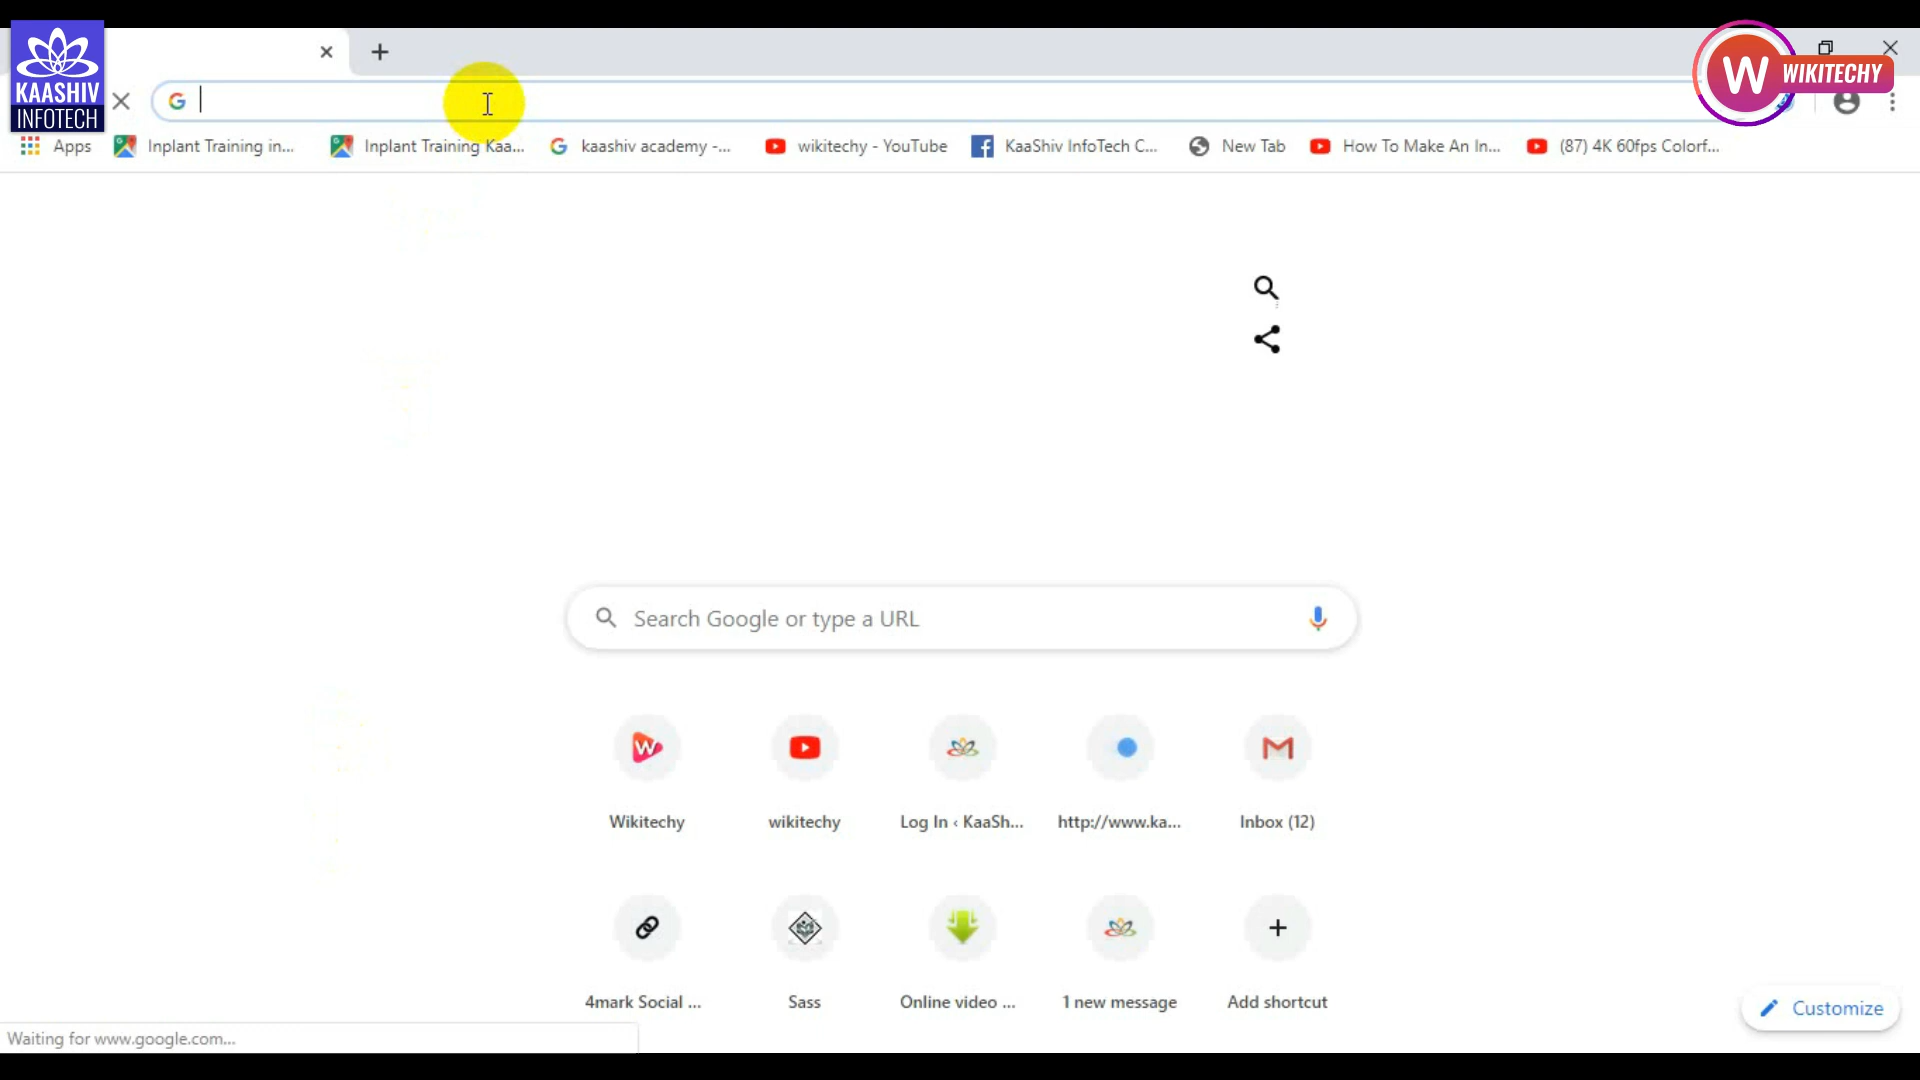 KAASHIV
INFOTECH
W WIKITECHY
Apps
Inplant Training in...
Inplant Training Kaa...
kaashiv academy -...
wikitechy - YouTube
KaaShiv InfoTech C...
New Tab
How To Make An In...
(87) 4K 60fps Colorf...
Search Google or type a URL
Wikitechy
wikitechy
Log In ‹ KaaSh...
http://www.ka...
Inbox (12)
4mark Social ...
Sass
Online video ...
1 new message
Add shortcut
Customize
Waiting for www.google.com...